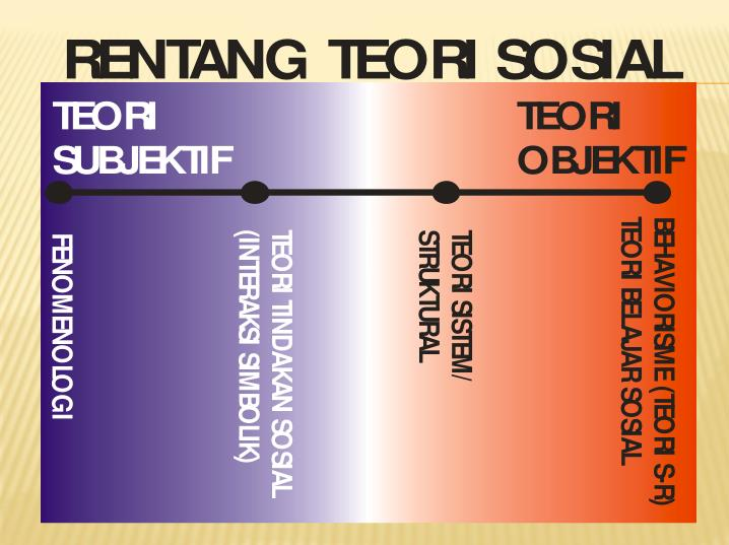 RENTANG TEORI SOSIAL
TEORI
SUBJEKTIF
TEORI
OBJEKTIF
FENOMENOLOGI
TEORI TINDAKAN SOSIAL
(INTERAKSI SIMBOLIK)
TEORI SISTEM/
STRUKTURAL
BEHAVIORISME (TEORI S-R)
TEORI BELAJAR SOSIAL